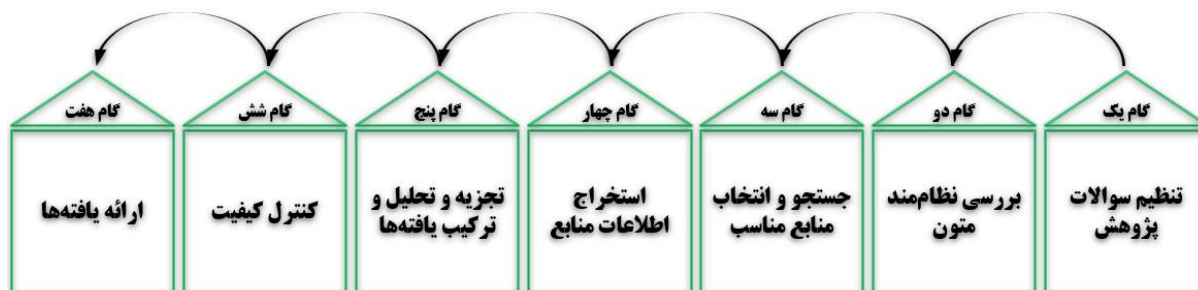 گام یک
تنظیم سوالات
پژوهش
گام دو
بررسی نظام‌مند
متون
گام سه
جستجو و انتخاب
منابع مناسب
گام چهار
استخراج
اطلاعات منابع
گام پنج
تجزیه و تحلیل و
ترکیب یافته‌ها
گام شش
کنترل کیفیت
گام هفت
ارائه یافته‌ها